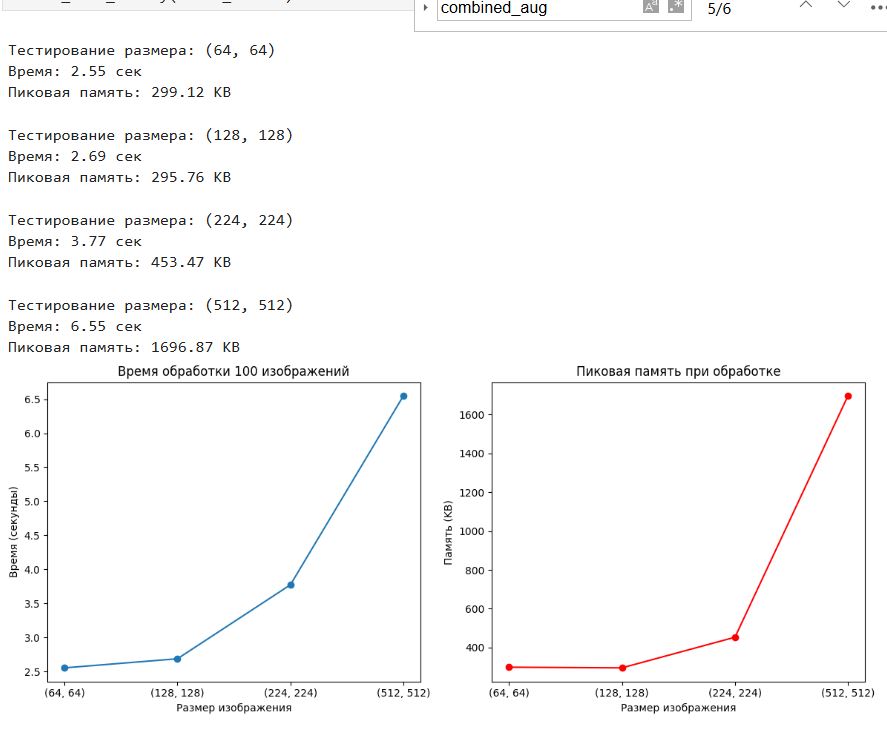 combined_aug
5/6
Тестирование размера: (64, 64)
Время: 2.55 сек
Пиковая память: 299.12 KB
Тестирование размера: (128, 128)
Время: 2.69 сек
Пиковая память: 295.76 KB
Тестирование размера: (224, 224)
Время: 3.77 сек
Пиковая память: 453.47 KB
Тестирование размера: (512, 512)
Время: 6.55 сек
Пиковая память: 1696.87 KB
Время обработки 100 изображений
6.5
6.0
5.5
5.0
4.5
4.0
3.5
3.0
2.5
Время (секунды)
(64, 64) (128, 128) (224, 224) (512, 512)
Размер изображения
Пиковая память при обработке
1600
1400
1200
1000
800
600
400
Память (KB)
(64, 64) (128, 128) (224, 224) (512, 512)
Размер изображения